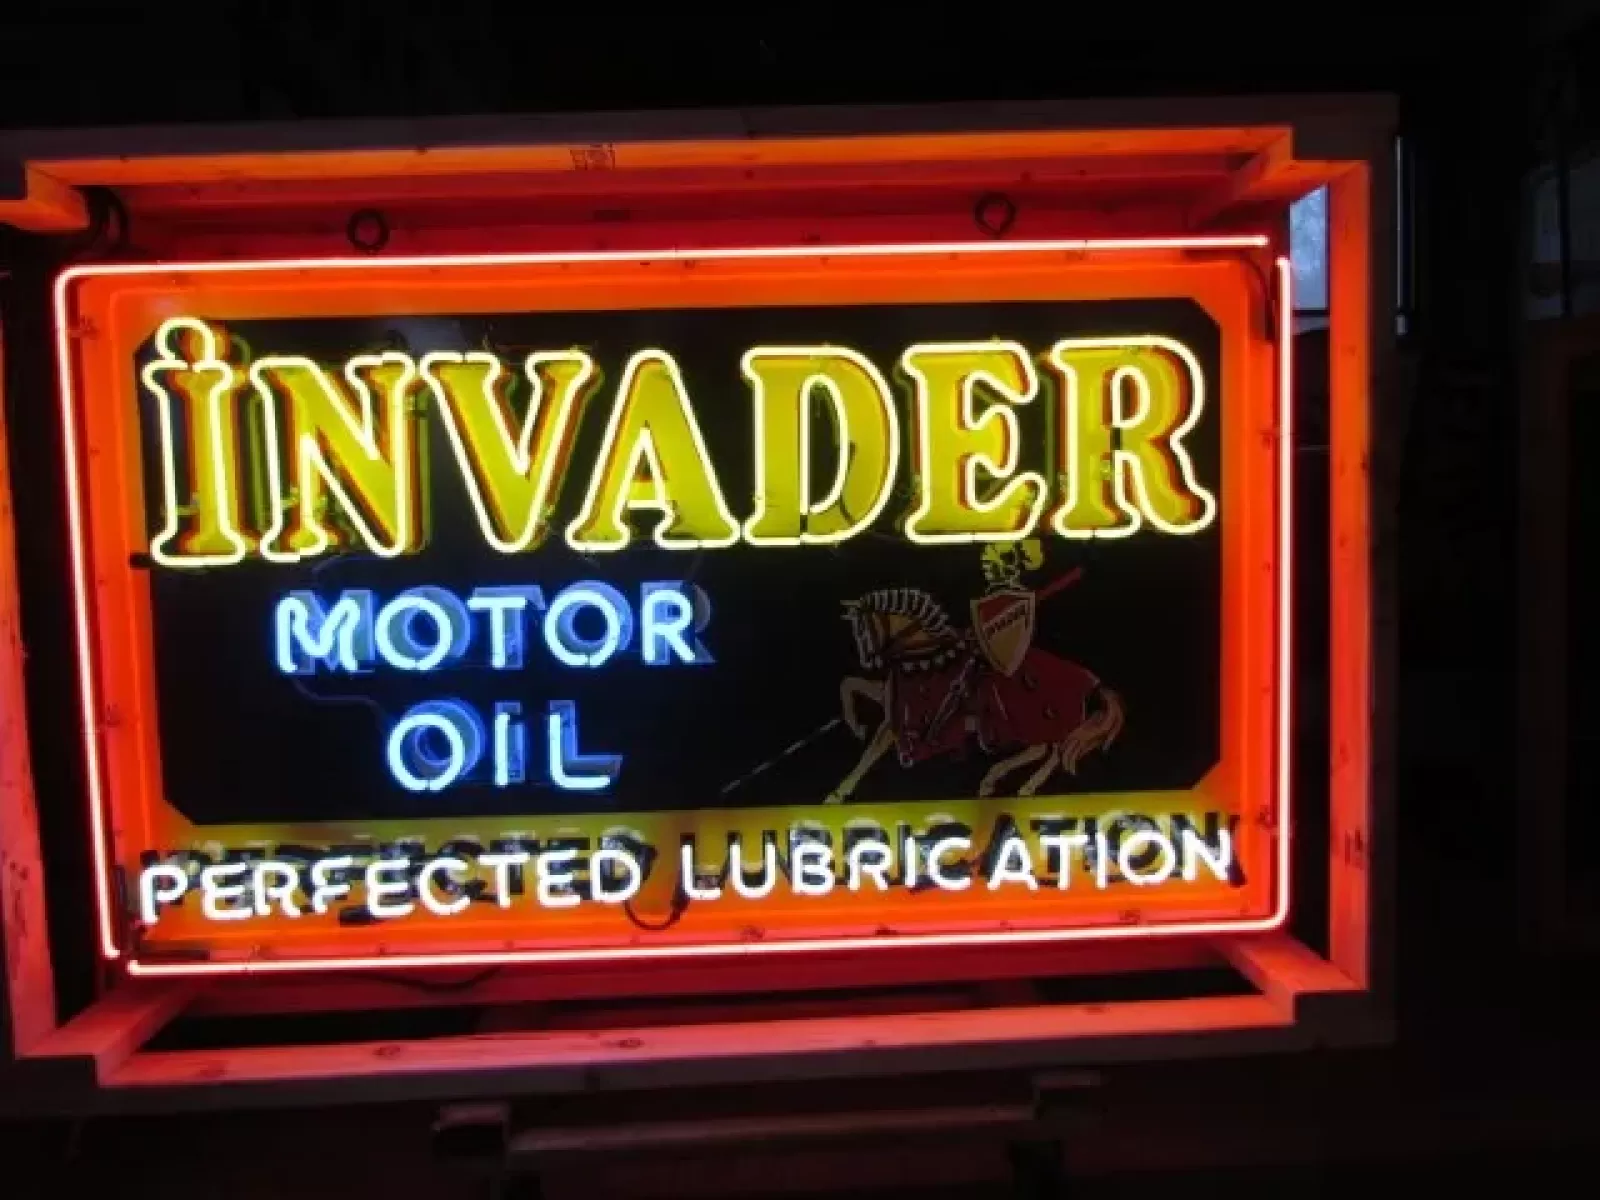 iNVADER
MOTOR
OIL
PERFECTED LUBRICATION